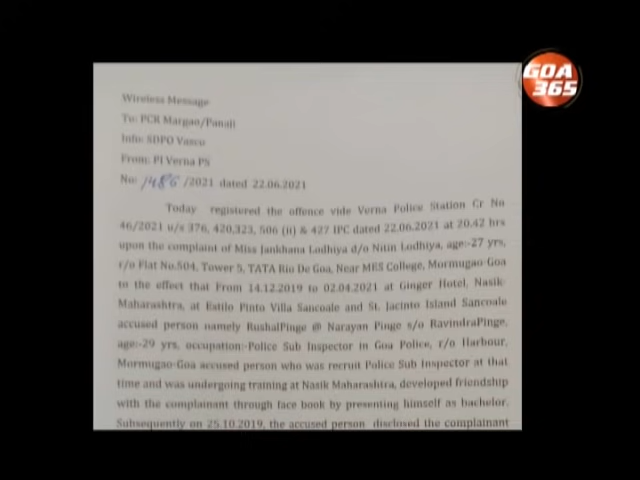 GOA
365
Wireless Message
To: PCR Margao/Panaji
Info: SDPO Vasco
From: PI Verna PS
No: 1486 /2021 dated 22.06.2021
Today registered the offence vide Verna Police Station Cr No
46/2021 u/s 376, 420,323, 506 (ii) & 427 IPC dated 22.06.2021 at 20.42 hrs
upon the complaint of Miss Jankhana Lodhiya d/o Nitin Lodhiya, age:-27 yrs,
r/o Flat No.504, Tower 5, TATA Rio De Goa, Near MES College, Mormugao-Goa
to the effect that From 14.12.2019 to 02.04.2021 at Ginger Hotel, Nasik-
Maharashtra, at Estilo Pinto Villa Sancoale and St. Jacinto Island Sancoale
accused person namely RushalPinge @ Narayan Pinge s/o RavindraPinge,
age:-29 yrs, occupation:-Police Sub Inspector in Goa Police, r/o Harbour,
Mormugao-Goa accused person who was recruit Police Sub Inspector at that
time and was undergoing training at Nasik Maharashtra, developed friendship
with the complainant through face book by presenting himself as bachelor.
Subsequently on 25.10.2019, the accused person disclosed the complainant